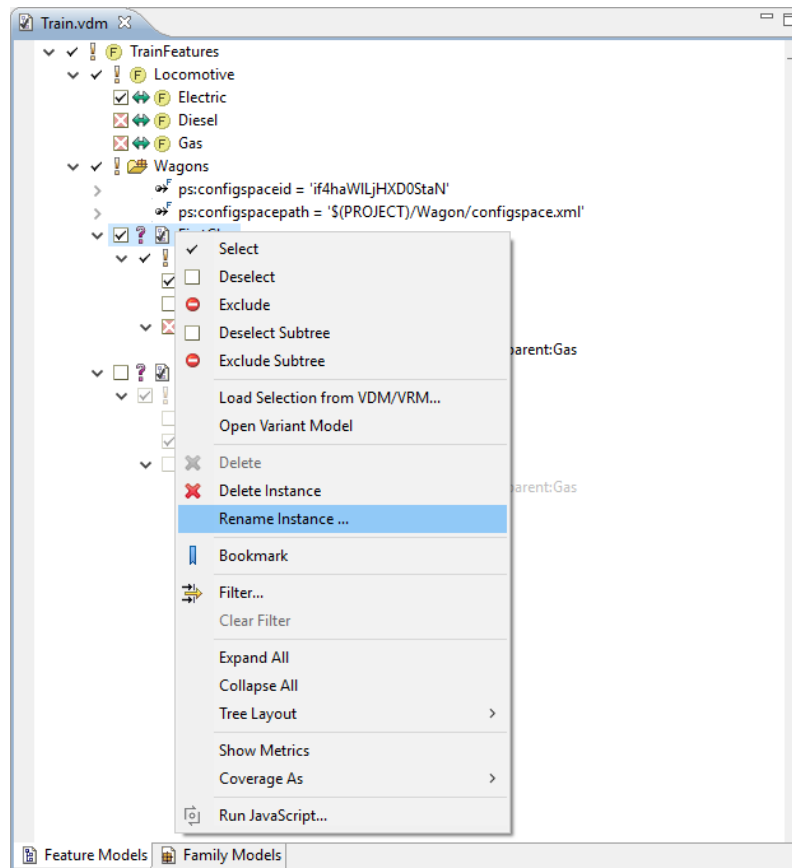 Train.vdm
TrainFeatures
Locomotive
Electric
Diesel
Gas
Wagons
ps:configspaceid = 'if4haWILjHXD0StaN'
ps:configspacepath = '$(PROJECT)/Wagon/configspace.xml'
Select
Deselect
Exclude
Deselect Subtree
parent:Gas
Exclude Subtree
Load Selection from VDM/VRM...
Open Variant Model
Delete
Delete Instance
parent:Gas
Rename Instance ...
Bookmark
Filter...
Clear Filter
Expand All
Collapse All
Tree Layout
Show Metrics
Coverage As
Run JavaScript...
Feature Models
Family Models